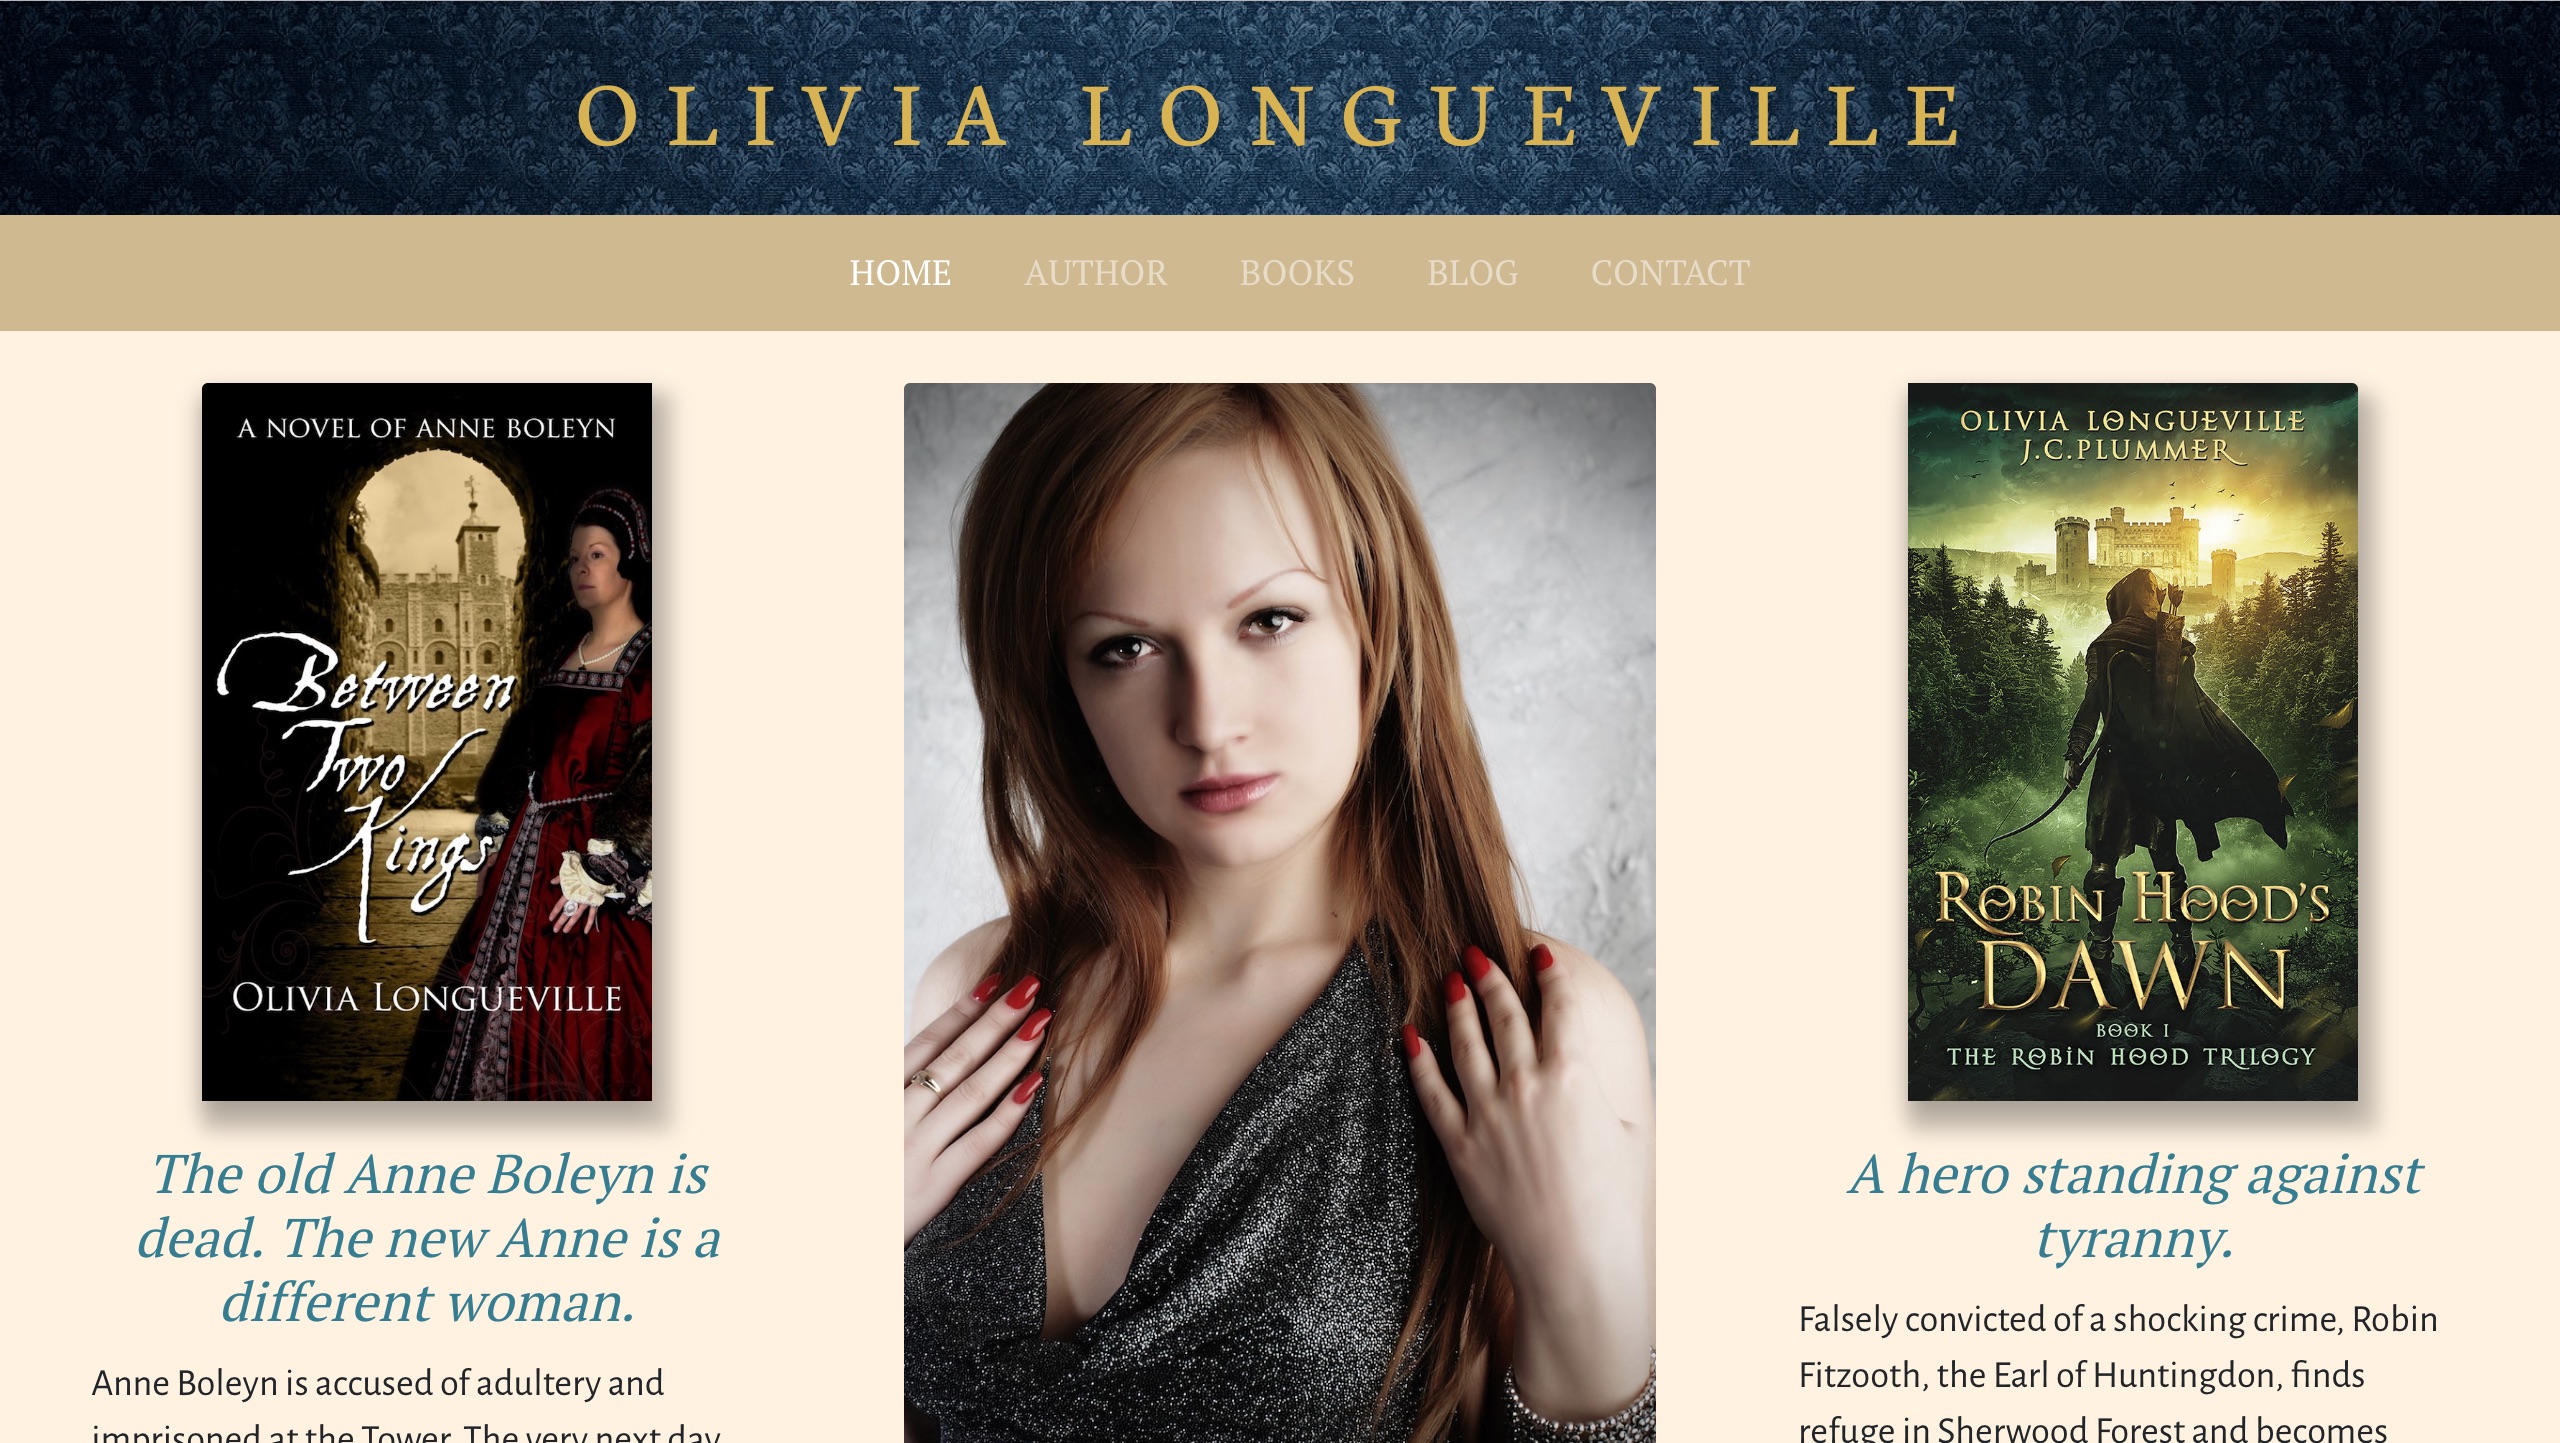 OLIVIA LONGUEVILLE
HOME AUTHOR BOOKS BLOG CONTACT
A NOVEL OF ANNE BOLEYN
Between
Two
Kings
OLIVIA LONGUEVILLE
The old Anne Boleyn is
dead. The new Anne is a
different woman.
Anne Boleyn is accused of adultery and
imprisoned at the Tower. The very next day
OLIVIA LONGUEVILLE
J.C.PLUMMER
ROBIN HOOD'S
DAWN
BOOK I
THE ROBIN HOOD TRILOGY
A hero standing against
tyranny.
Falsely convicted of a shocking crime, Robin
Fitzooth, the Earl of Huntingdon, finds
refuge in Sherwood Forest and becomes